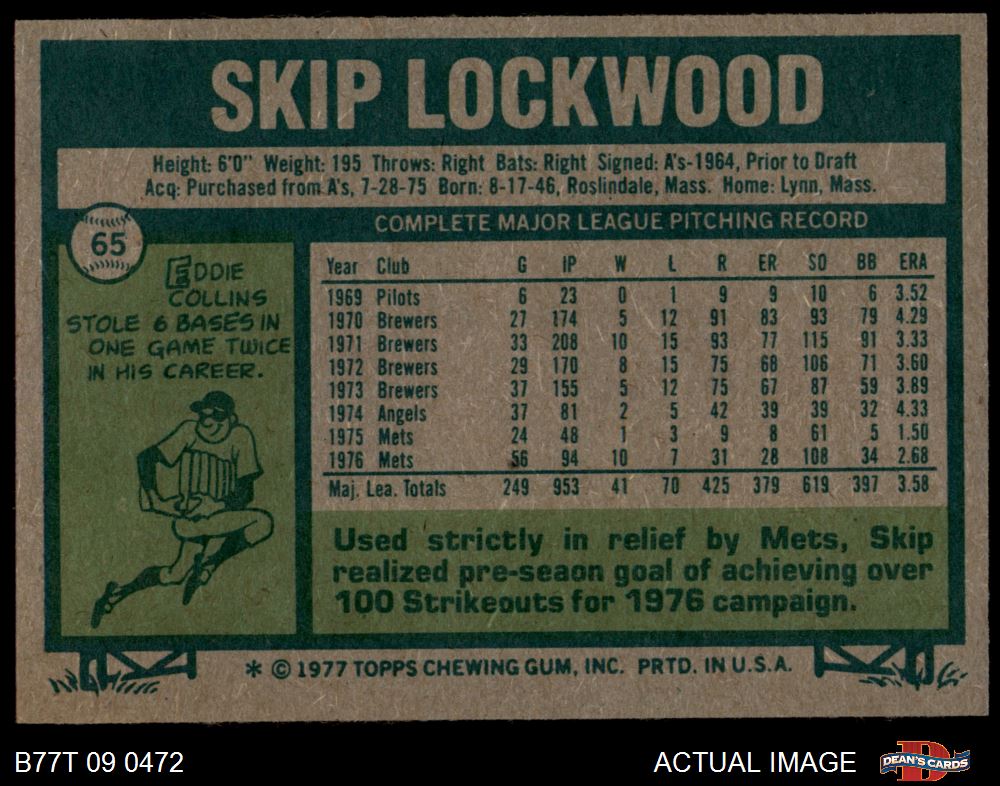 SKIP LOCKWOOD
Height: 6'0" Weight: 195 Throws: Right Bats: Right Signed: A's-1964, Prior to Draft
Acq: Purchased from A's, 7-28-75 Born: 8-17-46, Roslindale, Mass. Home: Lynn, Mass.
65
EDDIE
COLLINS
STOLE 6 BASES IN
ONE GAME TWICE
IN HIS CAREER.
COMPLETE MAJOR LEAGUE PITCHING RECORD
Year Club G IP W L R ER SO BB ERA
1969 Pilots 6 23 0 1 9 9 10 6 3.52
1970 Brewers 27 174 5 12 91 83 93 79 4.29
1971 Brewers 33 208 10 15 93 77 115 91 3.33
1972 Brewers 29 170 8 15 75 68 106 71 3.60
1973 Brewers 37 155 5 12 75 67 87 59 3.89
1974 Angels 37 81 2 5 42 39 39 32 4.33
1975 Mets 24 48 1 3 9 8 61 5 1.50
1976 Mets 56 94 10 7 31 28 108 34 2.68
Maj. Lea. Totals 249 953 41 70 425 379 619 397 3.58
Used strictly in relief by Mets, Skip
realized pre-seaon goal of achieving over
100 Strikeouts for 1976 campaign.
* © 1977 TOPPS CHEWING GUM, INC. PRTD. IN U.S.A.
B77T 09 0472
ACTUAL IMAGE
D
DEAN'S CARDS